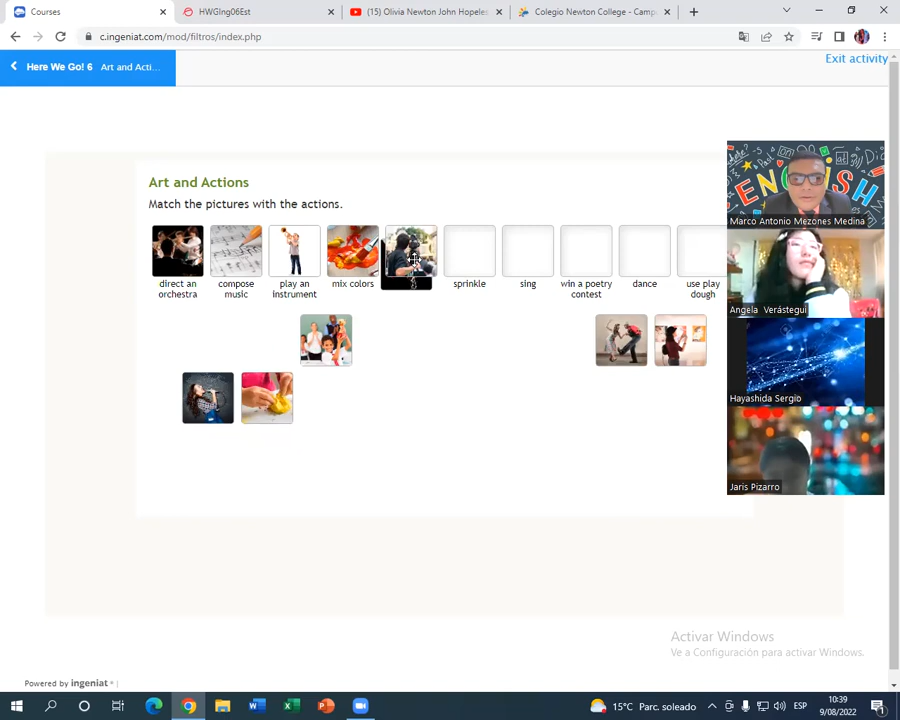 Courses
HWGIng06Est
(15) Olivia Newton John Hopeles
Colegio Newton College - Camp
c.ingeniat.com/mod/filtros/index.php
Here We Go! 6 Art and Acti...
Exit activity
Art and Actions
Match the pictures with the actions.
direct an orchestra
compose music
play an instrument
mix colors
sprinkle
sing
win a poetry contest
dance
use play dough
ENGLISH
Marco Antonio Mezones Medina
Angela Verástegui
Hayashida Sergio
Jaris Pizarro
Activar Windows
Ve a Configuración para activar Windows.
Powered by ingeniat
15°C Parc. soleado
ESP
10:39
9/08/2022